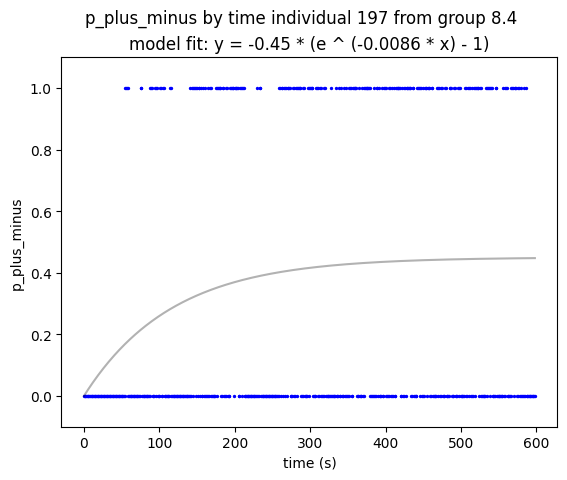 p_plus_minus by time individual 197 from group 8.4
model fit: y = -0.45 * (e ^ (-0.0086 * x) - 1)
p_plus_minus
1.0
0.8
0.6
0.4
0.2
0.0
0 100 200 300 400 500 600
time (s)